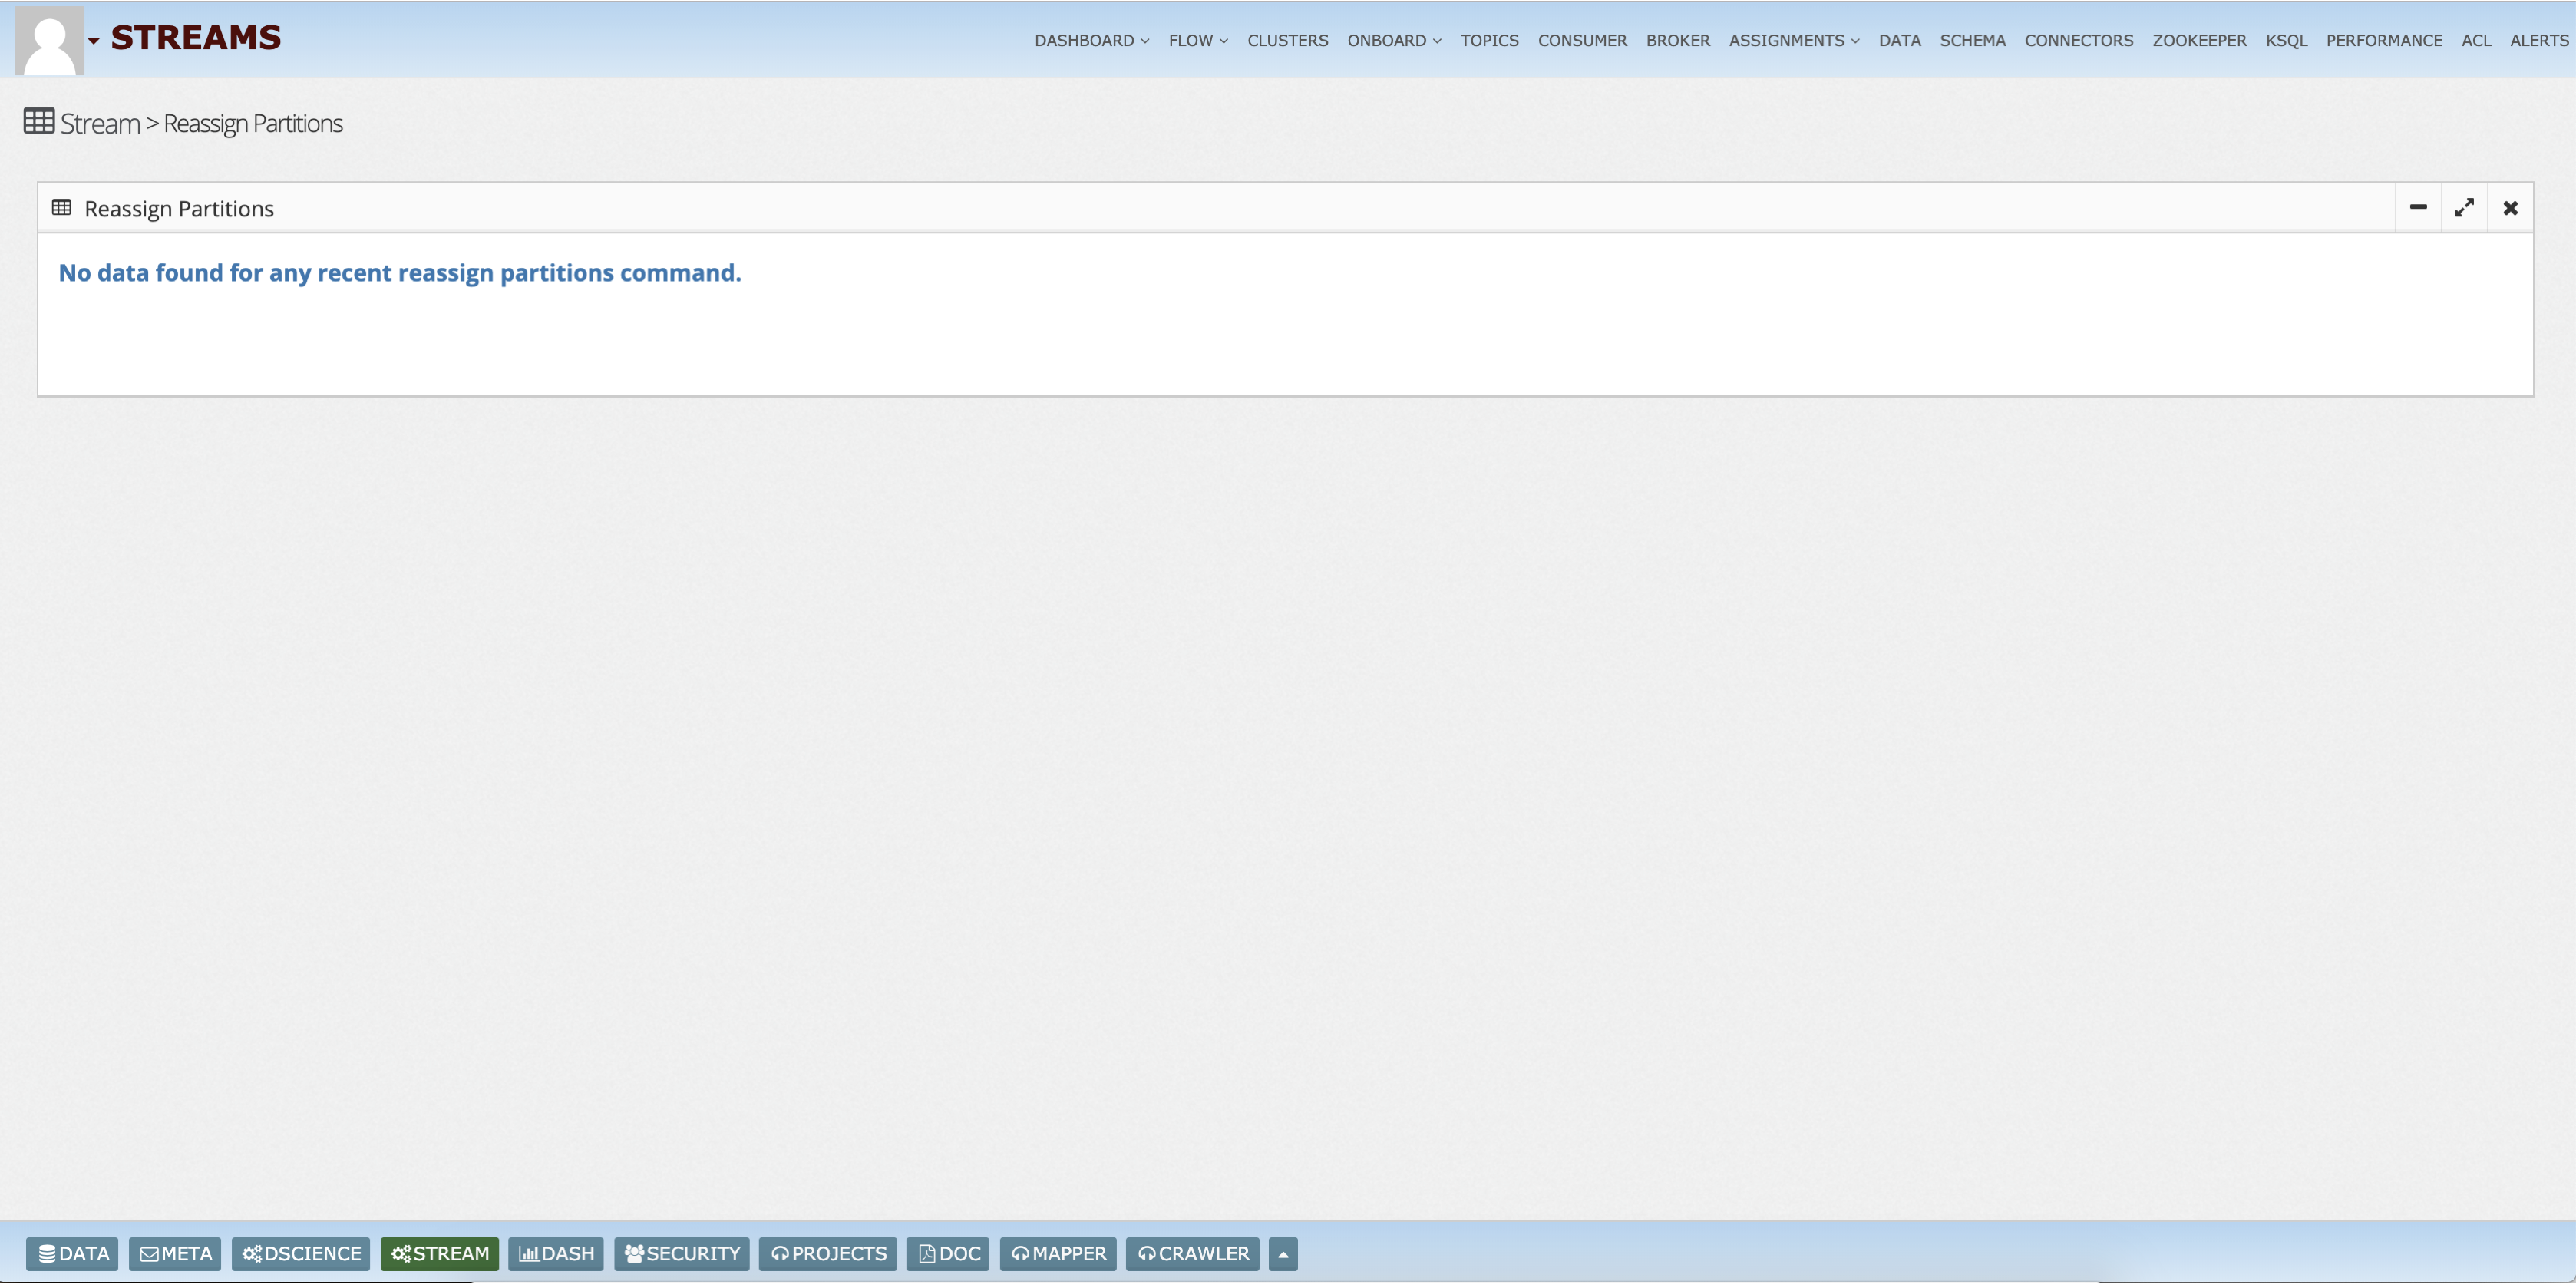 STREAMS
DASHBOARD FLOW CLUSTERS ONBOARD TOPICS CONSUMER BROKER ASSIGNMENTS DATA SCHEMA CONNECTORS ZOOKEEPER KSQL PERFORMANCE ACL ALERTS
Stream > Reassign Partitions
Reassign Partitions
No data found for any recent reassign partitions command.
DATA META DSCIENCE STREAM DASH SECURITY PROJECTS DOC MAPPER CRAWLER